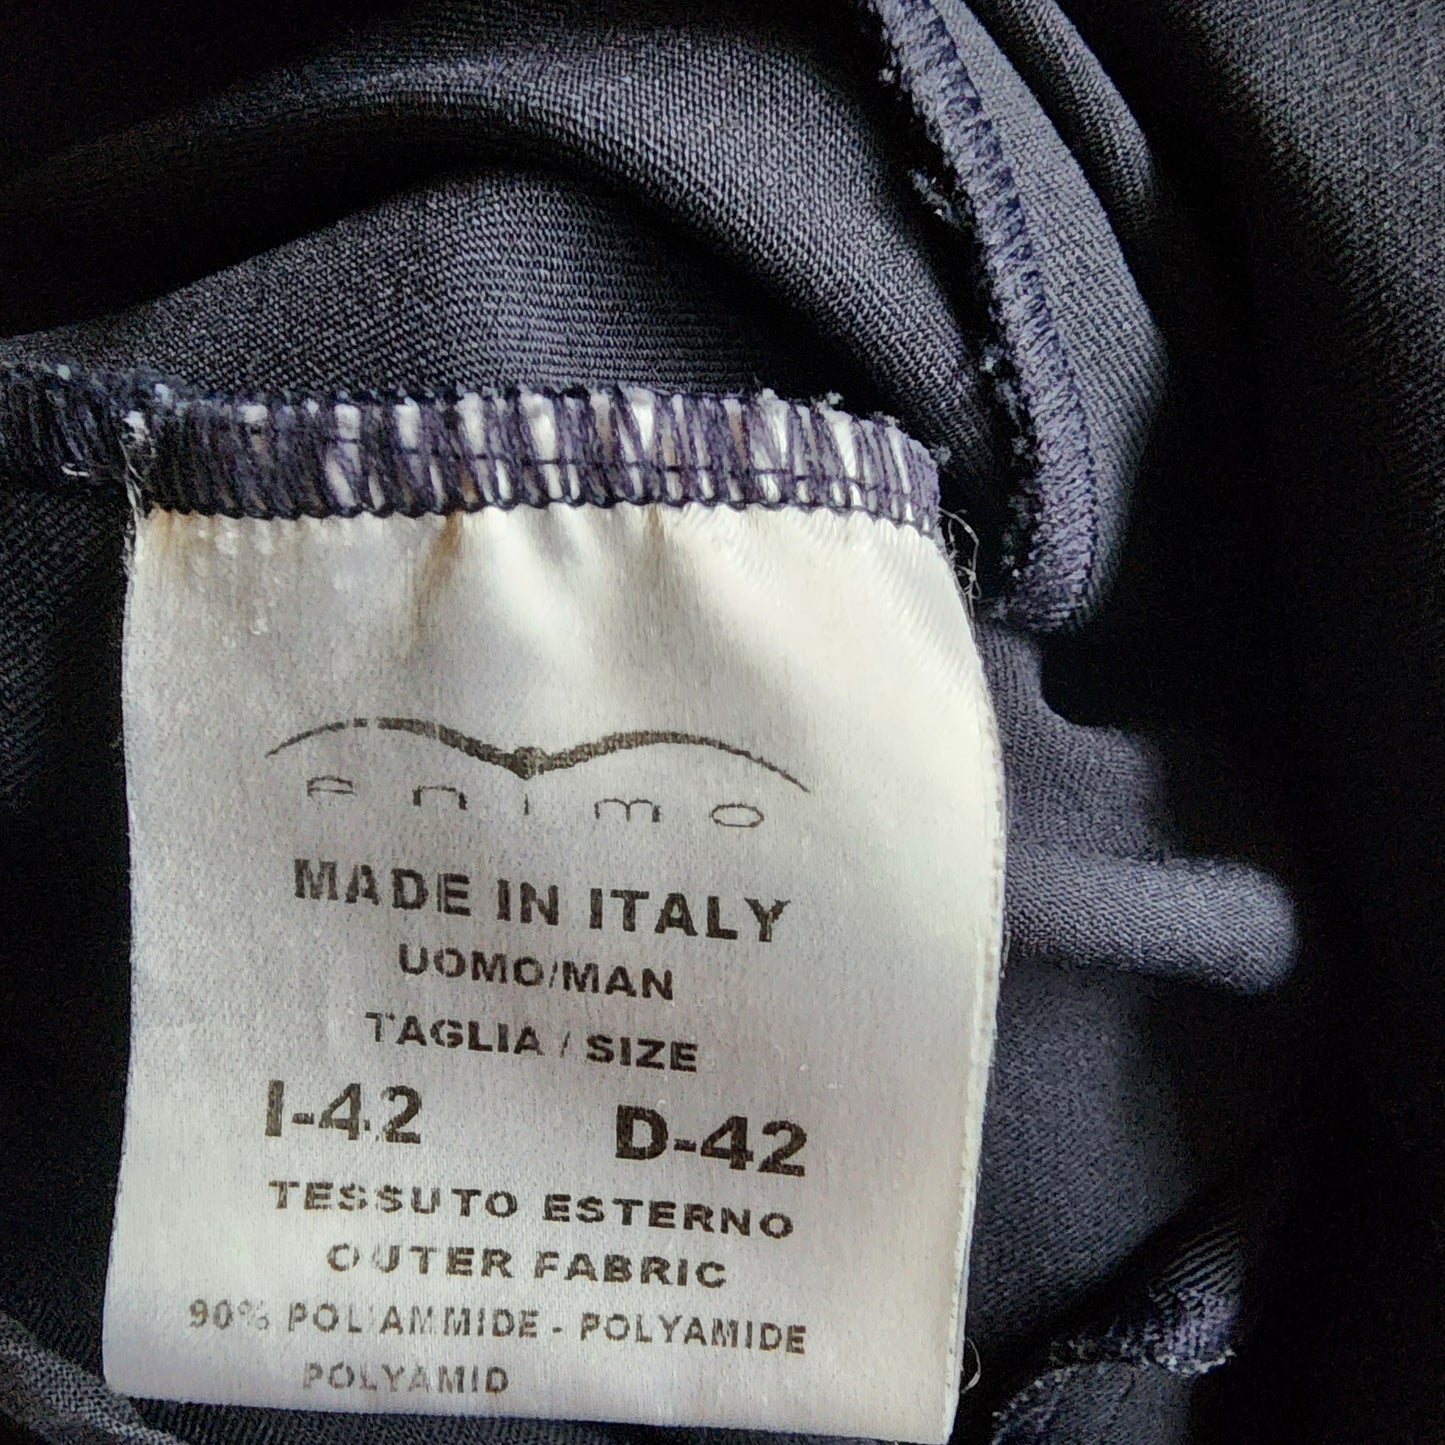 animo
MADE IN ITALY
UOMO/MAN
TAGLIA / SIZE
I-42 D-42
TESSUTO ESTERNO
OUTER FABRIC
90% POLIAMMIDE - POLYAMIDE
POLYAMID